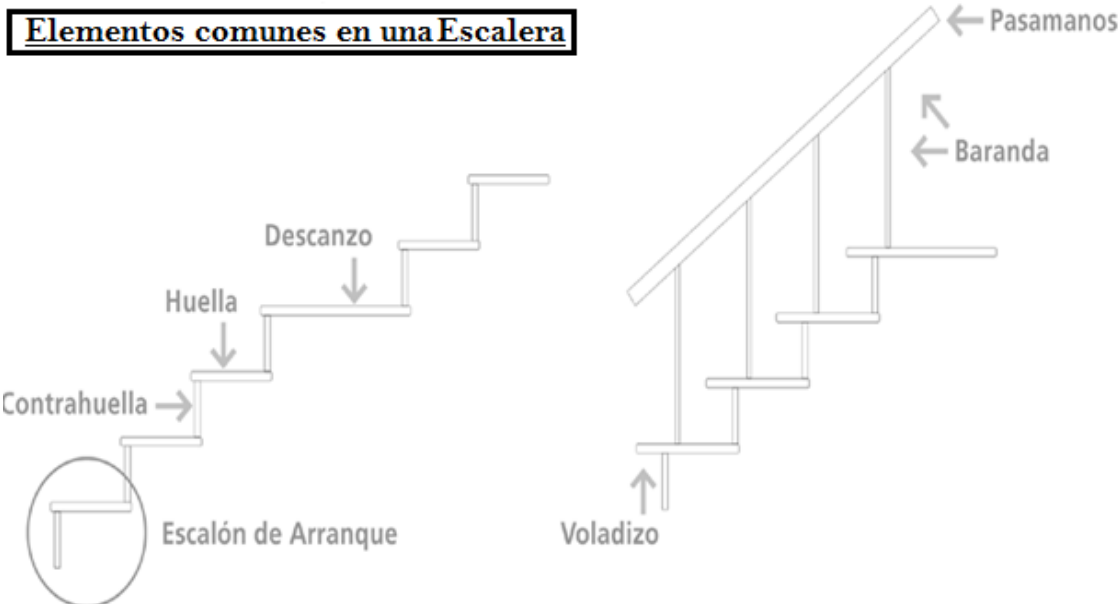 Elementos comunes en una Escalera
Pasamanos
Baranda
Descanzo
Huella
Contrahuella
Escalón de Arranque
Voladizo